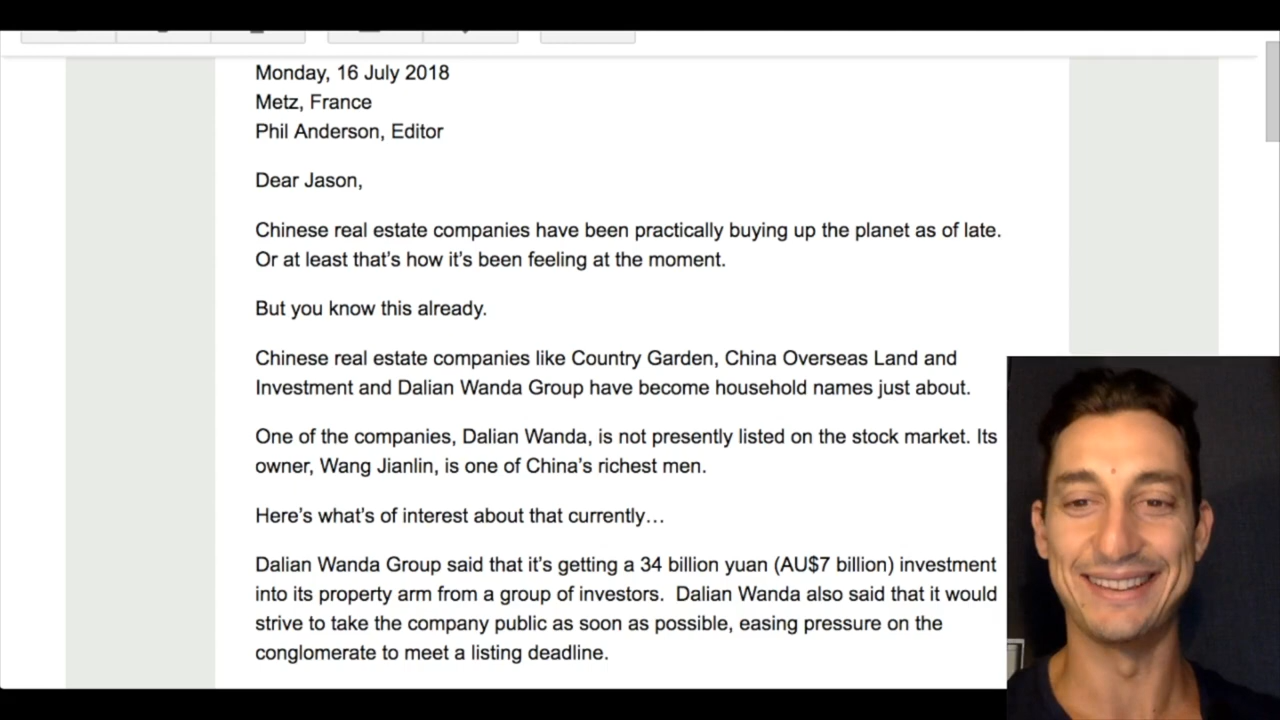 Monday, 16 July 2018
Metz, France
Phil Anderson, Editor
Dear Jason,
Chinese real estate companies have been practically buying up the planet as of late.
Or at least that’s how it’s been feeling at the moment.
But you know this already.
Chinese real estate companies like Country Garden, China Overseas Land and
Investment and Dalian Wanda Group have become household names just about.
One of the companies, Dalian Wanda, is not presently listed on the stock market. Its
owner, Wang Jianlin, is one of China’s richest men.
Here’s what’s of interest about that currently…
Dalian Wanda Group said that it’s getting a 34 billion yuan (AU$7 billion) investment
into its property arm from a group of investors.  Dalian Wanda also said that it would
strive to take the company public as soon as possible, easing pressure on the
conglomerate to meet a listing deadline.